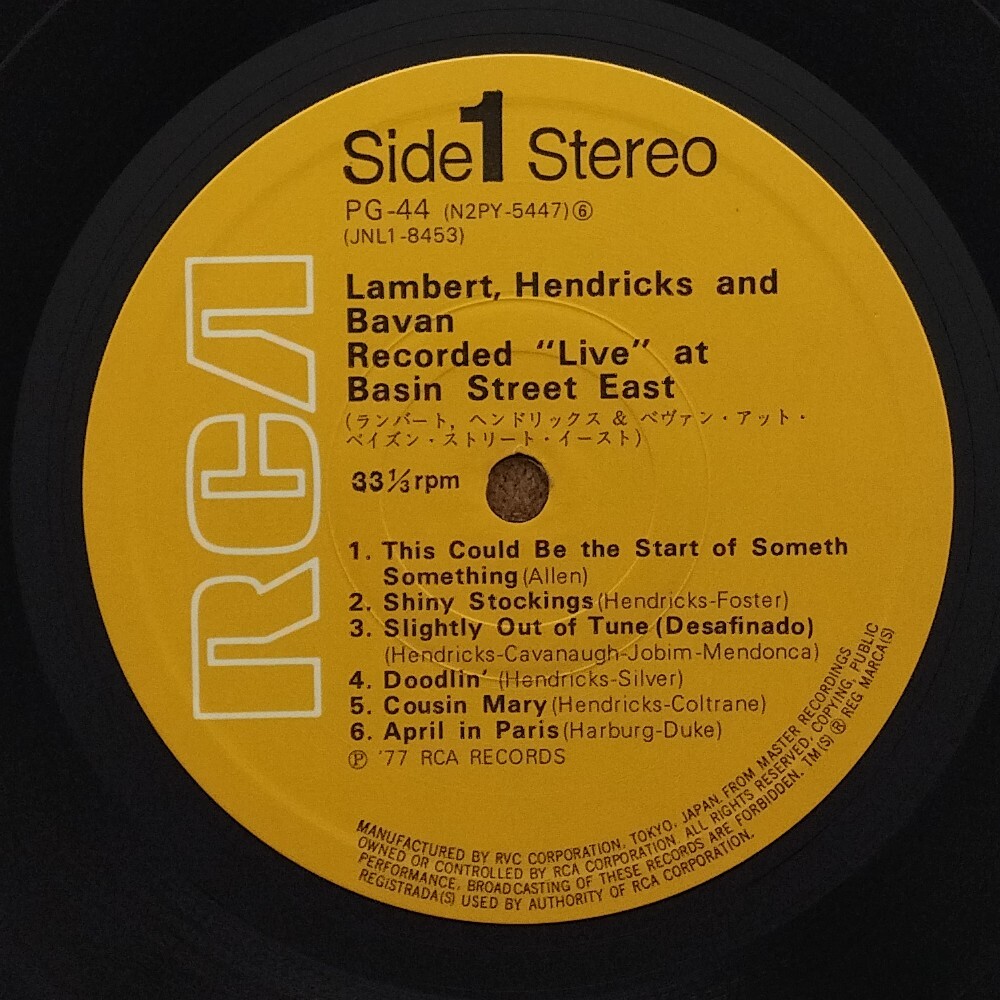 Side 1 Stereo
PG-44 (N2PY-5447)⑥
(JNL1-8453)
RCA
Lambert, Hendricks and
Bavan
Recorded “Live” at
Basin Street East
(ランバート, ヘンドリックス & ベヴァン・アット・
ベイズン・ストリート・イースト)
33 1/3 rpm
1. This Could Be the Start of Someth
Something (Allen)
2. Shiny Stockings (Hendricks-Foster)
3. Slightly Out of Tune (Desafinado)
(Hendricks-Cavanaugh-Jobim-Mendonca)
4. Doodlin' (Hendricks-Silver)
5. Cousin Mary (Hendricks-Coltrane)
6. April in Paris (Harburg-Duke)
Ⓟ '77 RCA RECORDS
MANUFACTURED BY RVC CORPORATION, TOKYO, JAPAN. FROM MASTER RECORDINGS
OWNED OR CONTROLLED BY RCA CORPORATION. ALL RIGHTS RESERVED; COPYING, PUBLIC
PERFORMANCE, BROADCASTING OF THESE RECORDS ARE FORBIDDEN. TM(S) ® REG MARCA(S)
REGISTRADA(S) USED BY AUTHORITY OF RCA CORPORATION.